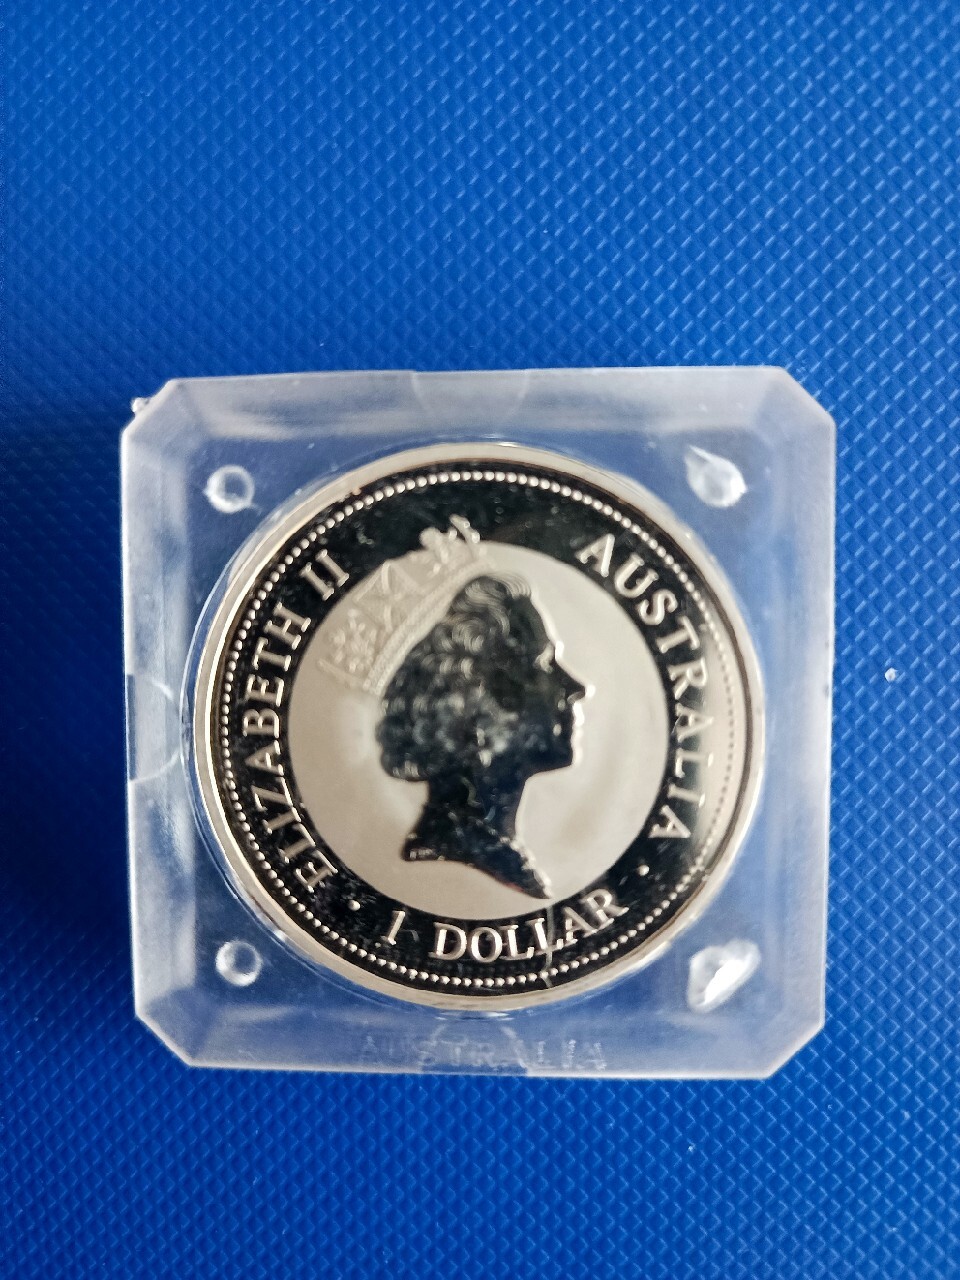 ELIZABETH II
AUSTRALIA
· 1 DOLLAR ·
AUSTRALIA